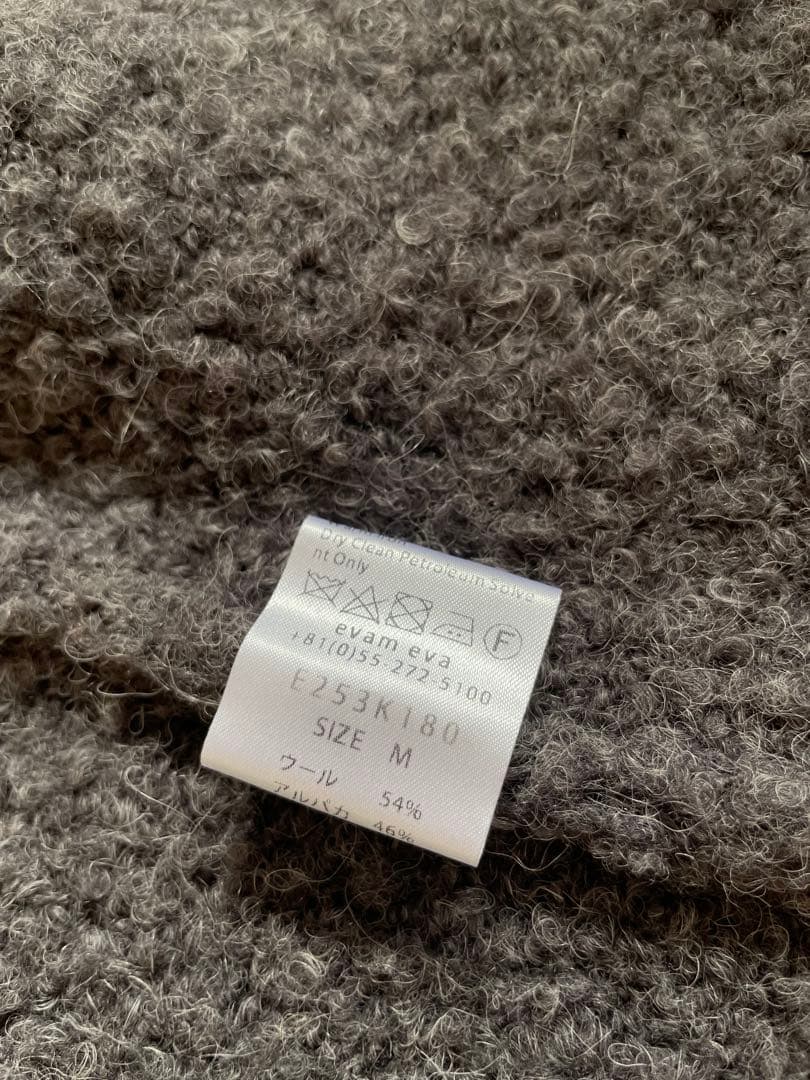 Dry Clean Petroleum Solve
nt Only
F
evam eva
+81(0)55-272-5100
E253K180
SIZE M
ウール 54%
アルパカ 46%